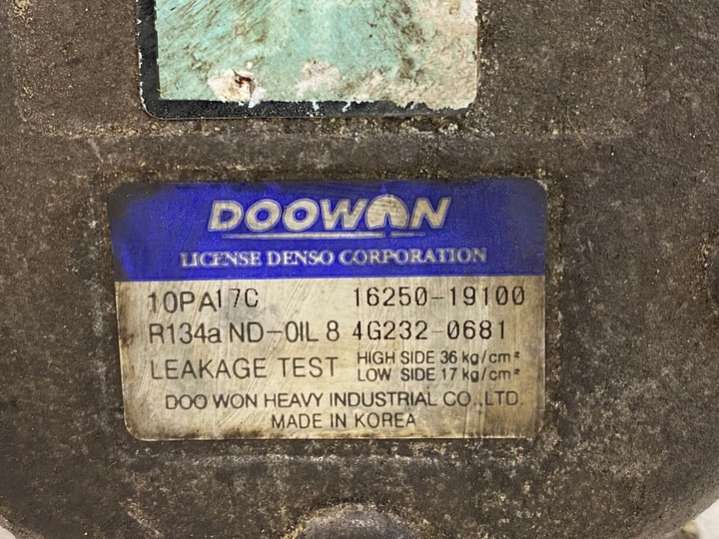 DOOWON
LICENSE DENSO CORPORATION
10PA17C 16250-19100
R134a ND-OIL 8 4G232-0681
LEAKAGE TEST HIGH SIDE 36 kg/cm²
LOW SIDE 17 kg/cm²
DOO WON HEAVY INDUSTRIAL CO.,LTD.
MADE IN KOREA